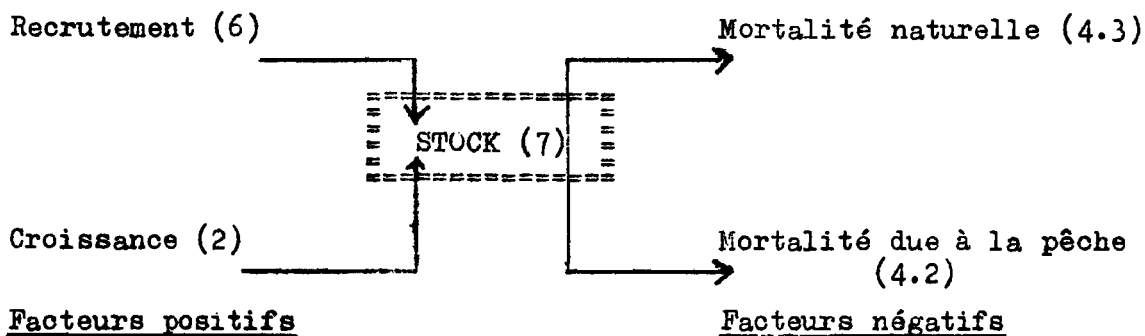 Recrutement (6) Mortalité naturelle (4.3)
STOCK (7)
Croissance (2) Mortalité due à la pêche
(4.2)
Facteurs positifs Facteurs négatifs